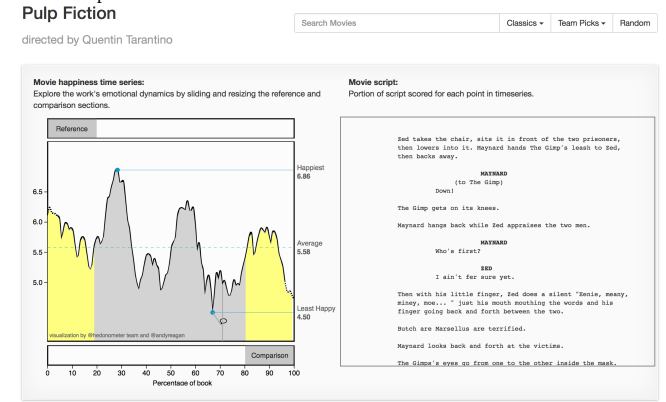 Pulp Fiction
directed by Quentin Tarantino
Search Movies
Classics
Team Picks
Random
Movie happiness time series:
Explore the work's emotional dynamics by sliding and resizing the reference and
comparison sections.
Reference
Happiest
6.86
6.5
6.0
Average
5.58
5.5
5.0
Least Happy
4.50
visualization by @hedonometer team and @andyreagan
Comparison
0 10 20 30 40 50 60 70 80 90 100
Percentage of book
Movie script:
Portion of script scored for each point in timeseries.
Zed takes the chair, sits it in front of the two prisoners,
then lowers into it. Maynard hands The Gimp's leash to Zed,
then backs away.
MAYNARD
(to The Gimp)
Down!
The Gimp gets on its knees.
Maynard hangs back while Zed appraises the two men.
MAYNARD
Who's first?
ZED
I ain't fer sure yet.
Then with his little finger, Zed does a silent "Eenie, meany,
miney, moe... " just his mouth mouthing the words and his
finger going back and forth between the two.
Butch are Marsellus are terrified.
Maynard looks back and forth at the victims.
The Gimps's eyes go from one to the other inside the mask.